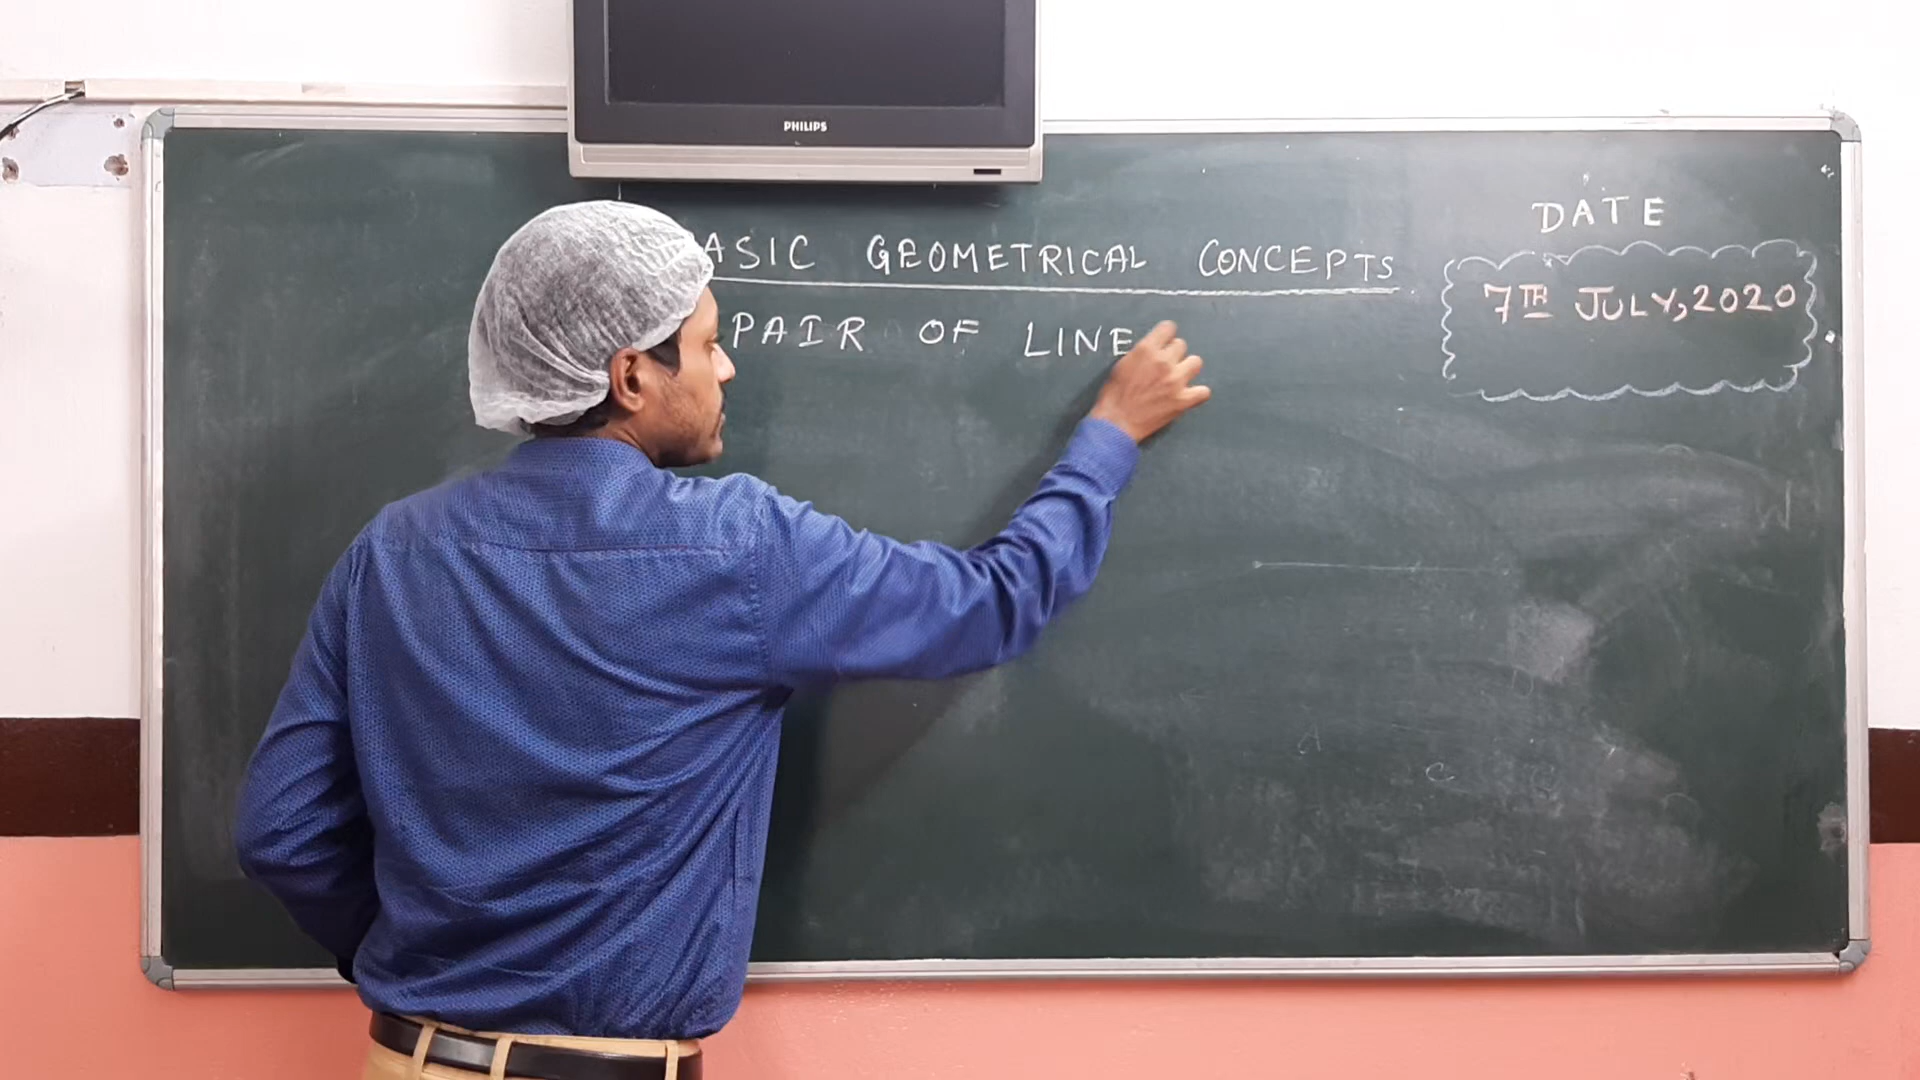 PHILIPS
ASIC GEOMETRICAL CONCEPTS
PAIR OF LINE
DATE
7TH JULY, 2020
W
D
A
C